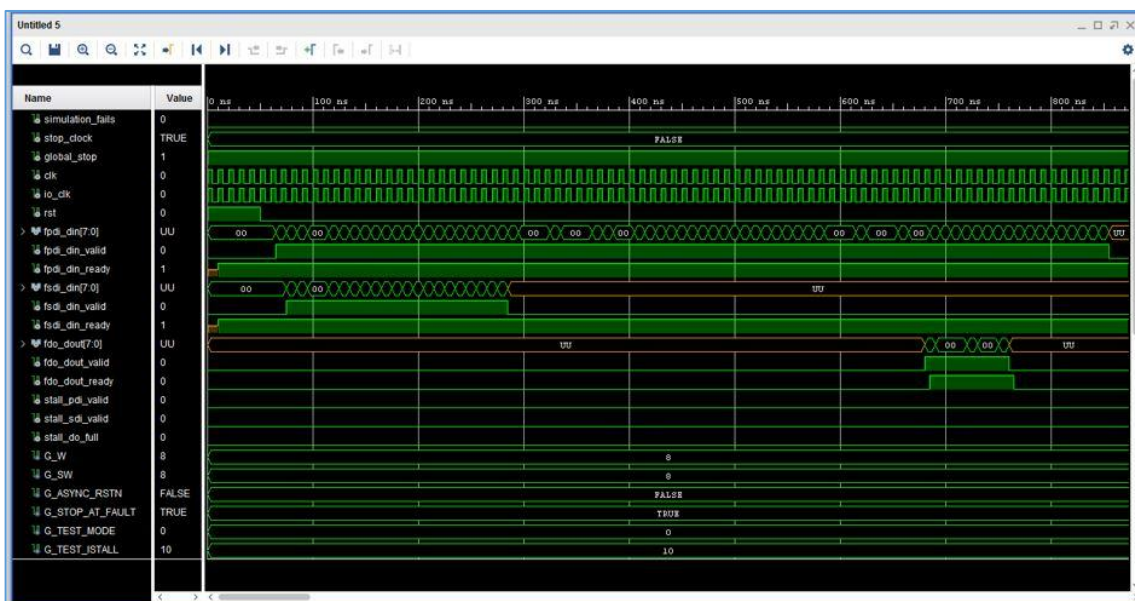 Untitled 5
Name Value 0 ns 100 ns 200 ns 300 ns 400 ns 500 ns 600 ns 700 ns 800 ns
simulation_fails 0
stop_clock TRUE FALSE
global_stop 1
clk 0
io_clk 0
rst 0
fpdi_din[7:0] UU 00 00 00 00 00 00 00 00 UU
fpdi_din_valid 0
fpdi_din_ready 1
fsdi_din[7:0] UU 00 00 UU
fsdi_din_valid 0
fsdi_din_ready 1
fdo_dout[7:0] UU UU 00 00 UU
fdo_dout_valid 0
fdo_dout_ready 0
stall_pdi_valid 0
stall_sdi_valid 0
stall_do_full 0
G_W 8 8
G_SW 8 8
G_ASYNC_RSTN FALSE FALSE
G_STOP_AT_FAULT TRUE TRUE
G_TEST_MODE 0 0
G_TEST_ISTALL 10 10